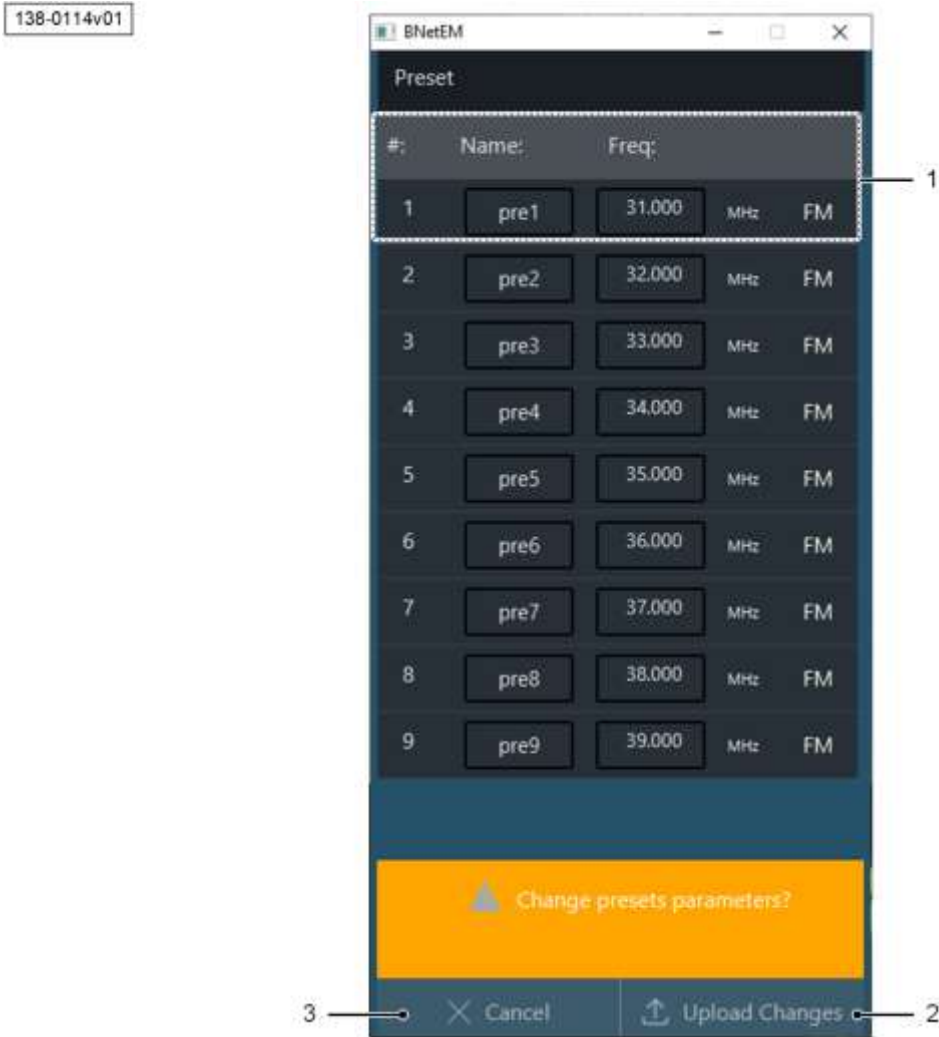 138-0114v01
BNetEM
Preset
#: Name: Freq:
1
1 pre1 31.000 MHz FM
2 pre2 32.000 MHz FM
3 pre3 33.000 MHz FM
4 pre4 34.000 MHz FM
5 pre5 35.000 MHz FM
6 pre6 36.000 MHz FM
7 pre7 37.000 MHz FM
8 pre8 38.000 MHz FM
9 pre9 39.000 MHz FM
Change presets parameters?
3 Cancel Upload Changes 2